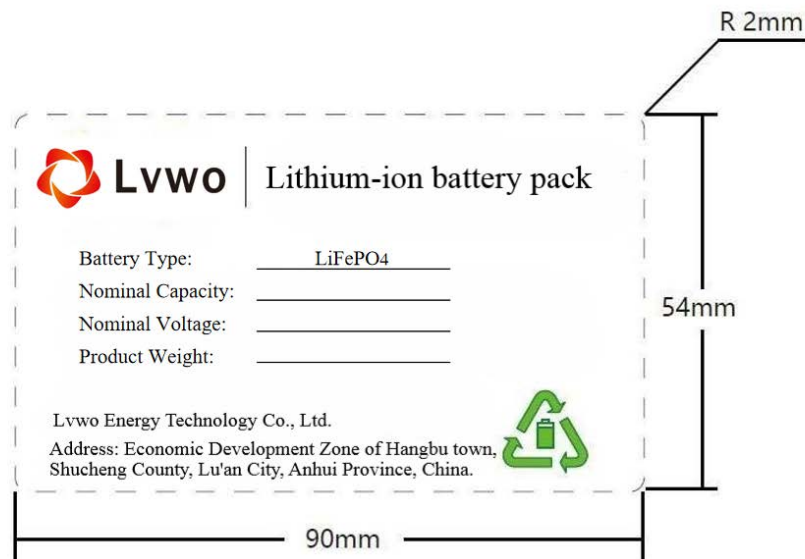 R 2mm
Lvwo
Lithium-ion battery pack
Battery Type: LiFePO4
Nominal Capacity:
Nominal Voltage:
Product Weight:
54mm
Lvwo Energy Technology Co., Ltd.
Address: Economic Development Zone of Hangbu town,
Shucheng County, Lu'an City, Anhui Province, China.
90mm